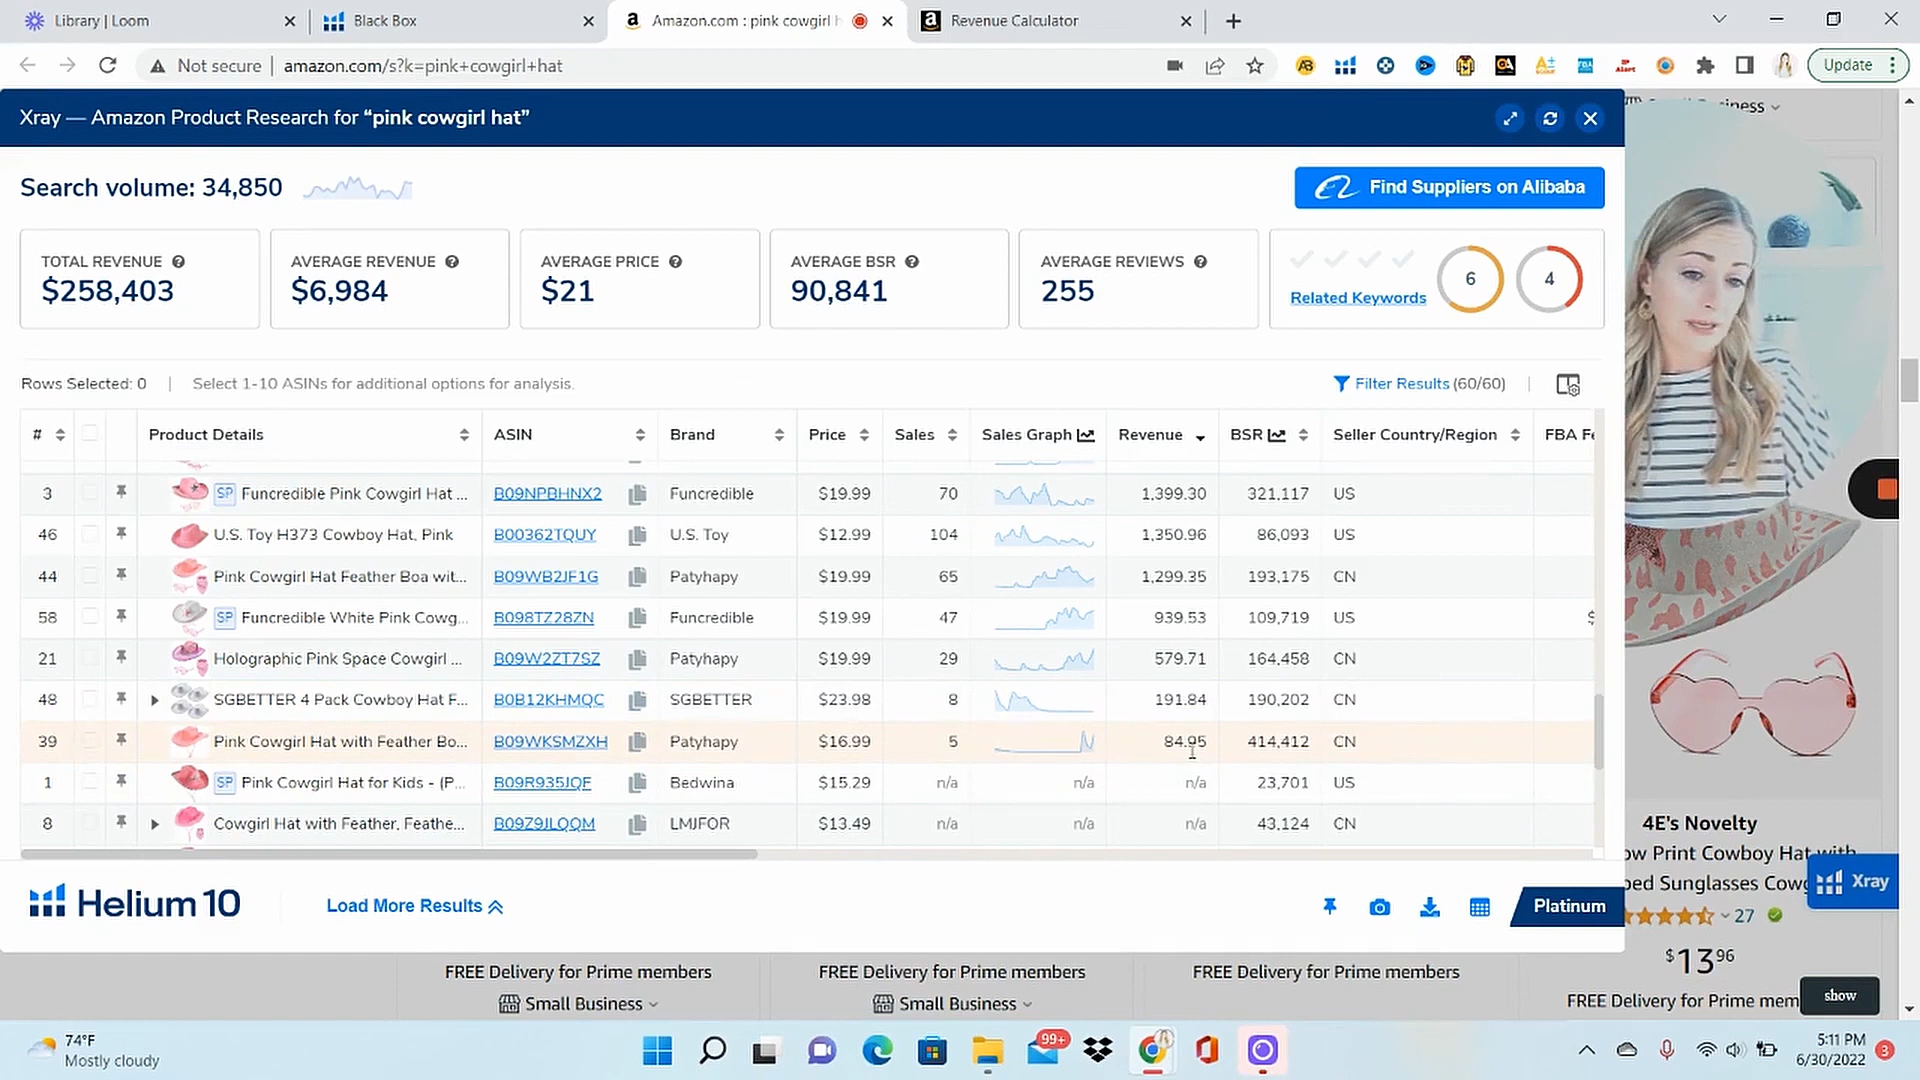 Library | Loom
Black Box
Amazon.com : pink cowgirl h
Revenue Calculator
Not secure
amazon.com/s?k=pink+cowgirl+hat
Update
Xray — Amazon Product Research for “pink cowgirl hat”
Search volume: 34,850
Find Suppliers on Alibaba
TOTAL REVENUE
$258,403
AVERAGE REVENUE
$6,984
AVERAGE PRICE
$21
AVERAGE BSR
90,841
AVERAGE REVIEWS
255
Related Keywords
6
4
Rows Selected: 0 | Select 1-10 ASINs for additional options for analysis.
Filter Results (60/60)
# Product Details ASIN Brand Price Sales Sales Graph Revenue BSR Seller Country/Region FBA Fe
3 SP Funcredible Pink Cowgirl Hat ... B09NPBHNX2 Funcredible $19.99 70 1,399.30 321,117 US
46 U.S. Toy H373 Cowboy Hat, Pink B00362TQUY U.S. Toy $12.99 104 1,350.96 86,093 US
44 Pink Cowgirl Hat Feather Boa wit... B09WB2JF1G Patyhapy $19.99 65 1,299.35 193,175 CN
58 SP Funcredible White Pink Cowg... B098TZ28ZN Funcredible $19.99 47 939.53 109,719 US $
21 Holographic Pink Space Cowgirl ... B09W2ZT7SZ Patyhapy $19.99 29 579.71 164,458 CN
48 SGBETTER 4 Pack Cowboy Hat F... B0B12KHMQC SGBETTER $23.98 8 191.84 190,202 CN
39 Pink Cowgirl Hat with Feather Bo... B09WKSMZXH Patyhapy $16.99 5 84.95 414,412 CN
1 SP Pink Cowgirl Hat for Kids - (P... B09R935JQF Bedwina $15.29 n/a n/a n/a 23,701 US
8 Cowgirl Hat with Feather, Feathe... B09Z9JLQQM LMJFOR $13.49 n/a n/a n/a 43,124 CN
Helium 10
Load More Results
Platinum
4E's Novelty
ow Print Cowboy Hat with
ped Sunglasses Cowg
27
$13 96
FREE Delivery for Prime mem
Xray
show
FREE Delivery for Prime members
Small Business
FREE Delivery for Prime members
Small Business
FREE Delivery for Prime members
74°F
Mostly cloudy
99+
5:11 PM
6/30/2022
3